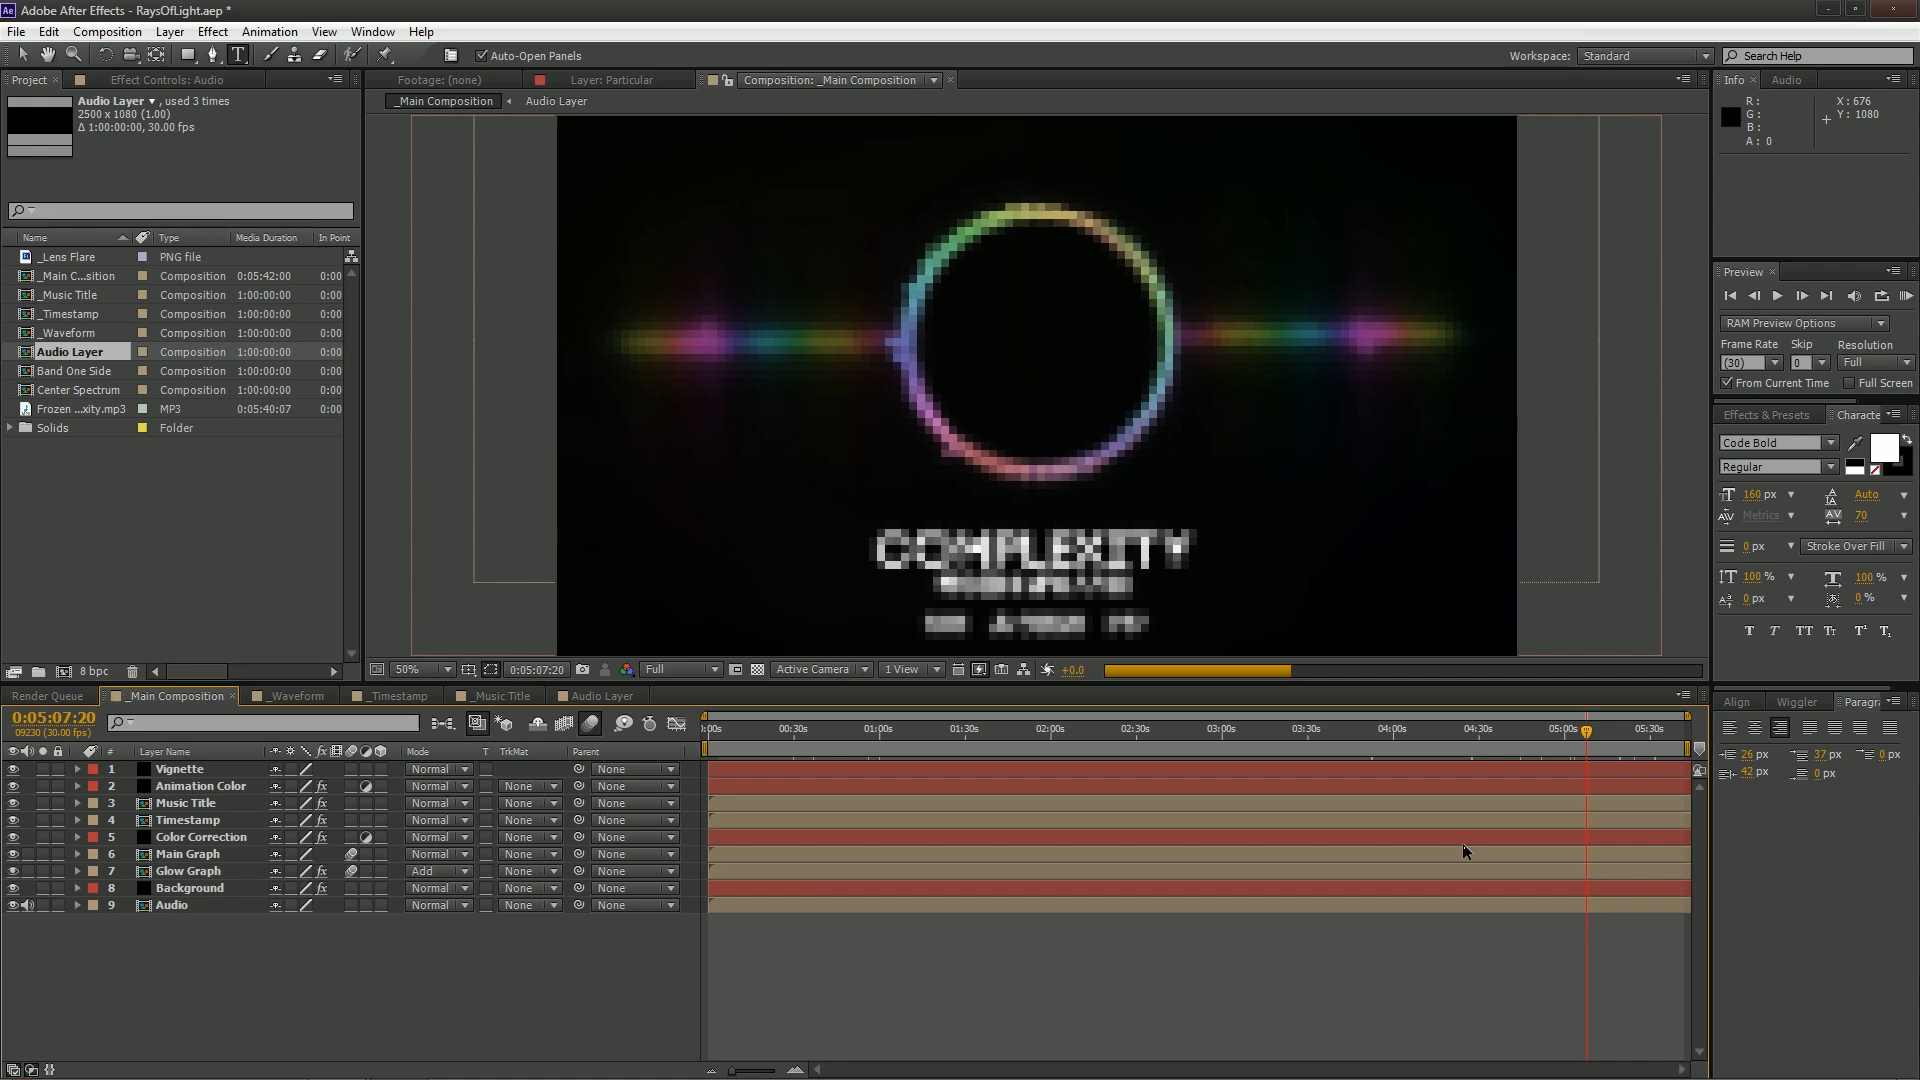 Ae Adobe After Effects - RaysOfLight.aep *
File Edit Composition Layer Effect Animation View Window Help
Auto-Open Panels
Workspace: Standard
Search Help
Project
Effect Controls: Audio
Footage: (none)
Layer: Particular
Composition: _Main Composition
Info
Audio
Audio Layer , used 3 times
2500 x 1080 (1.00)
Δ 1:00:00:00, 30.00 fps
_Main Composition
Audio Layer
R:
G:
B:
A: 0
X: 676
Y: 1080
Name Type Media Duration In Point
_Lens Flare PNG file
_Main C...sition Composition 0:05:42:00 0:00
_Music Title Composition 1:00:00:00 0:00
_Timestamp Composition 1:00:00:00 0:00
_Waveform Composition 1:00:00:00 0:00
Audio Layer Composition 1:00:00:00 0:00
Band One Side Composition 1:00:00:00 0:00
Center Spectrum Composition 1:00:00:00 0:00
Frozen ...xity.mp3 MP3 0:05:40:07 0:00
Solids Folder
8 bpc
COMPLEXITY
50% 0:05:07:20 Full Active Camera 1 View +0.0
Preview
RAM Preview Options
Frame Rate Skip Resolution
(30) 0 Full
From Current Time Full Screen
Effects & Presets Characte
Code Bold
Regular
160 px Auto
Metrics 70
0 px Stroke Over Fill
100 % 100 %
0 px 0 %
T T TT Tr T¹ T₁
Render Queue _Main Composition _Waveform _Timestamp _Music Title Audio Layer
0:05:07:20
09230 (30.00 fps)
):00s 00:30s 01:00s 01:30s 02:00s 02:30s 03:00s 03:30s 04:00s 04:30s 05:00s 05:30s
# Layer Name Mode T TrkMat Parent
1 Vignette Normal None
2 Animation Color fx Normal None None
3 Music Title fx Normal None None
4 Timestamp fx Normal None None
5 Color Correction fx Normal None None
6 Main Graph Normal None None
7 Glow Graph Add None None
8 Background fx Normal None None
9 Audio Normal None None
Align Wiggler Paragra
26 px 37 px 0 px
42 px 0 px